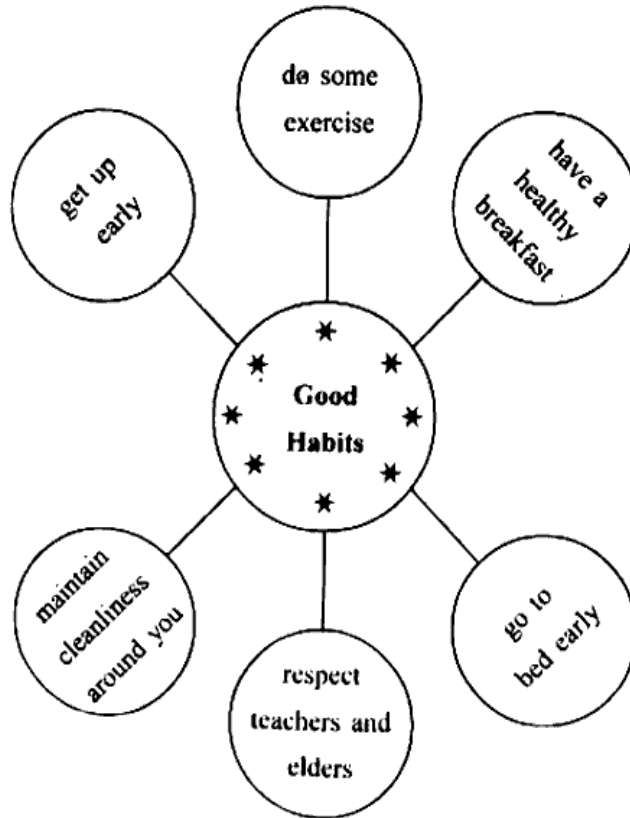 do some
exercise
get up
early
have a
healthy
breakfast
Good
Habits
maintain
cleanliness
around you
go to
bed early
respect
teachers and
elders